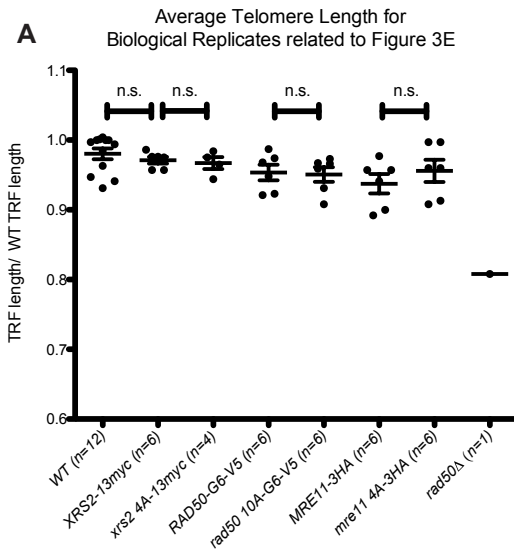 A
Average Telomere Length for
Biological Replicates related to Figure 3E
n.s.
n.s.
n.s.
n.s.
1.1
1.0
0.9
0.8
0.7
0.6
TRF length/ WT TRF length
WT (n=12)
XRS2-13myc (n=6)
xrs2 4A-13myc (n=4)
RAD50-G6-V5 (n=6)
rad50 10A-G6-V5 (n=6)
MRE11-3HA (n=6)
mre11 4A-3HA (n=6)
rad50Δ (n=1)